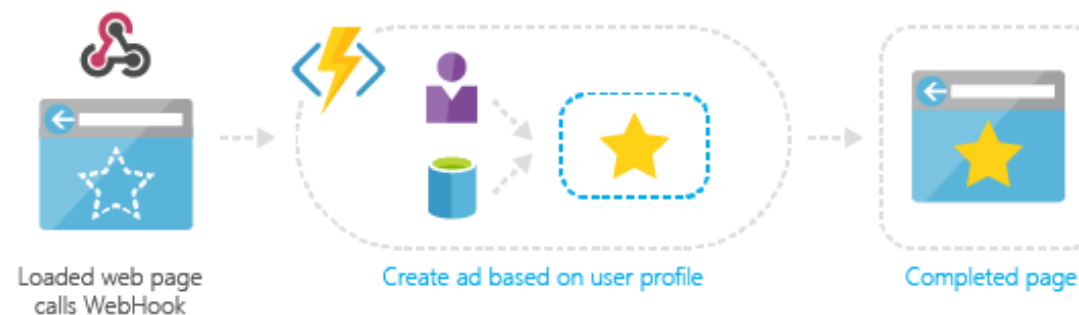 Loaded web page
calls WebHook
Create ad based on user profile
Completed page